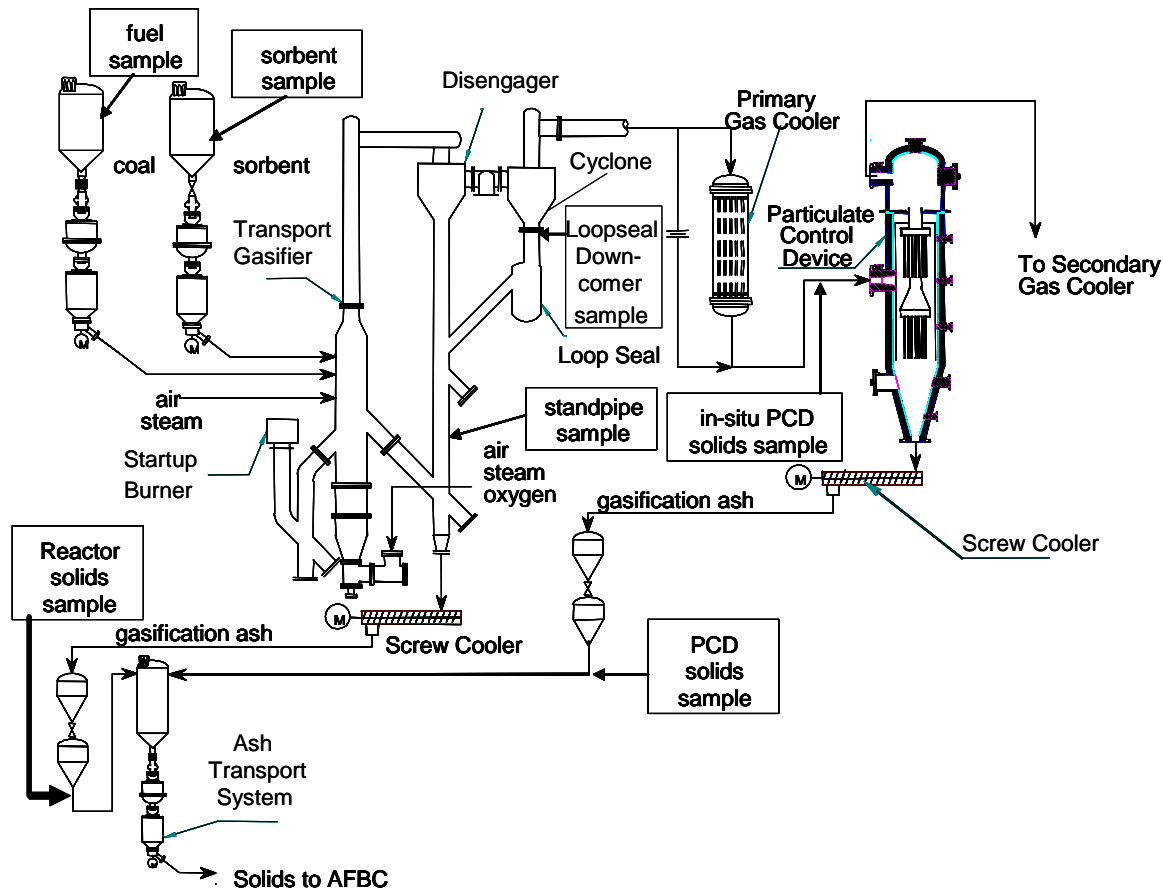 fuel
sample
sorbent
sample
Disengager
Primary
Gas Cooler
coal
sorbent
Cyclone
Transport
Gasifier
Loopseal
Down-
comer
sample
Particulate
Control
Device
To Secondary
Gas Cooler
Loop Seal
air
steam
standpipe
sample
in-situ PCD
solids sample
Startup
Burner
air
steam
oxygen
M
M
M
gasification ash
Screw Cooler
Reactor
solids
sample
M
gasification ash
Screw Cooler
PCD
solids
sample
Ash
Transport
System
M
Solids to AFBC